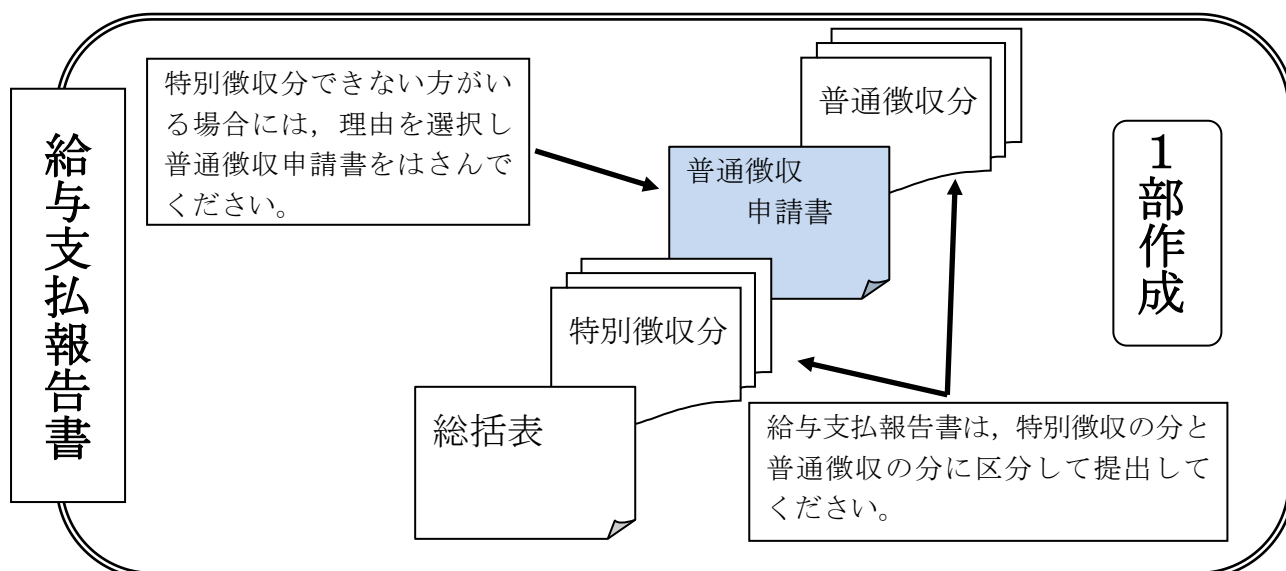 給与支払報告書
特別徴収分できない方がい
る場合には，理由を選択し
普通徴収申請書をはさんで
ください。
普通徴収分
普通徴収
申請書
特別徴収分
総括表
1部作成
給与支払報告書は，特別徴収の分と
普通徴収の分に区分して提出して
ください。